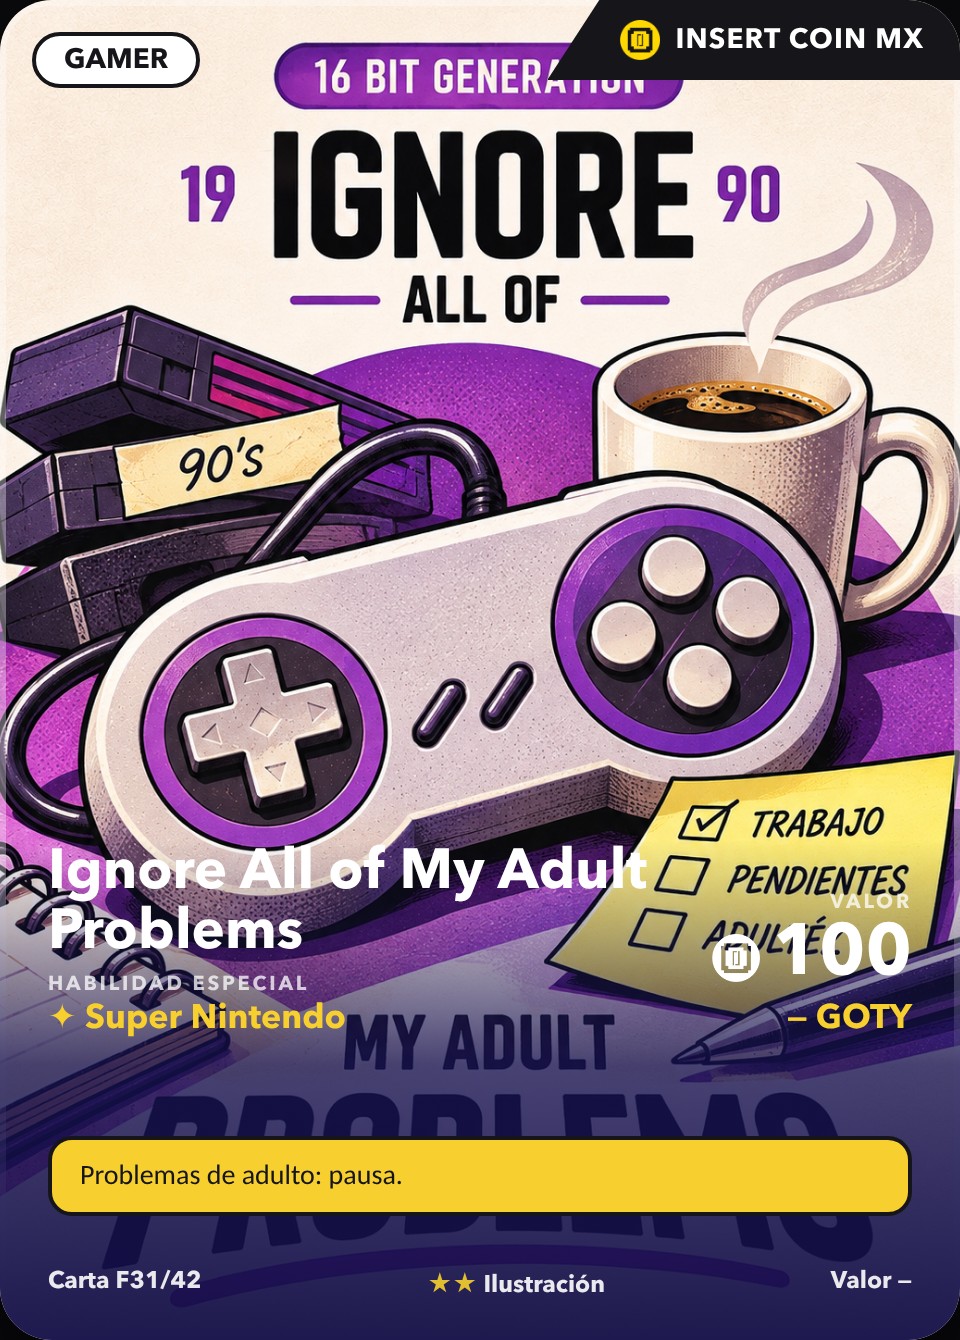 GAMER
INSERT COIN MX
16 BIT GENERATION
19 IGNORE 90
ALL OF
90'S
TRABAJO
PENDIENTES
Ignore All of My Adult
Problems
VALOR
100
HABILIDAD ESPECIAL
✦ Super Nintendo
– GOTY
MY ADULT
PROBLEMS
Problemas de adulto: pausa.
Carta F31/42
★★ Ilustración
Valor –